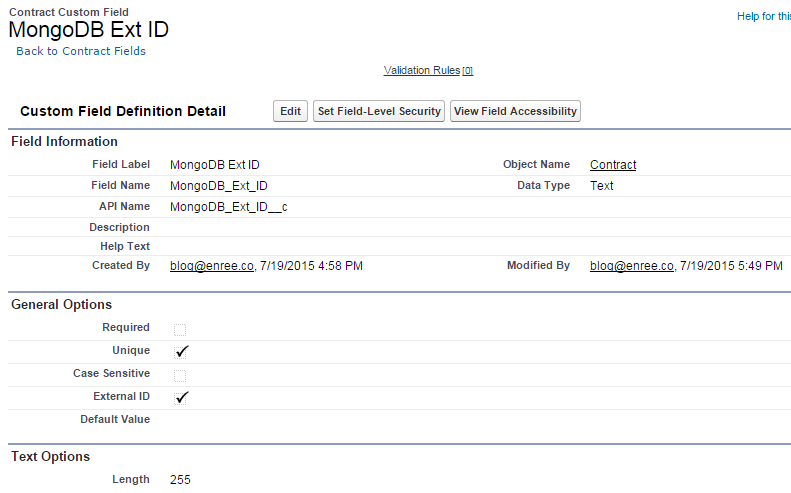 Contract Custom Field
MongoDB Ext ID
Help for this
Back to Contract Fields
Validation Rules [0]
Custom Field Definition Detail Edit Set Field-Level Security View Field Accessibility
Field Information
Field Label MongoDB Ext ID Object Name Contract
Field Name MongoDB_Ext_ID Data Type Text
API Name MongoDB_Ext_ID__c
Description
Help Text
Created By blog@enree.co, 7/19/2015 4:58 PM Modified By blog@enree.co, 7/19/2015 5:49 PM
General Options
Required
Unique
Case Sensitive
External ID
Default Value
Text Options
Length 255